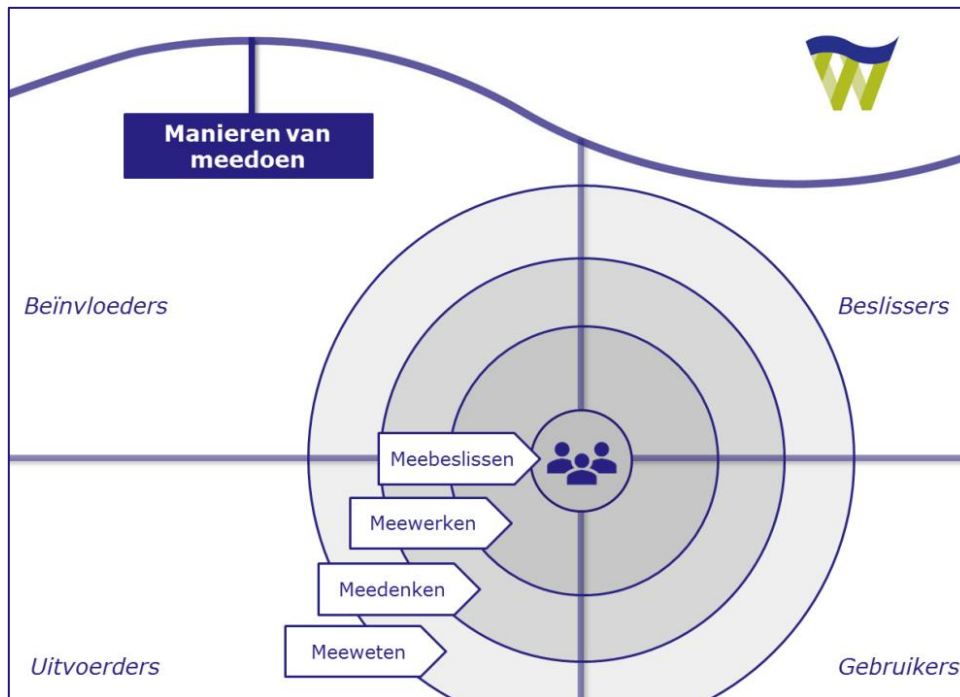 Manieren van
meedoen
Beïnvloeders
Beslissers
Meebeslissen
Meewerken
Meedenken
Meeweten
Uitvoerders
Gebruikers